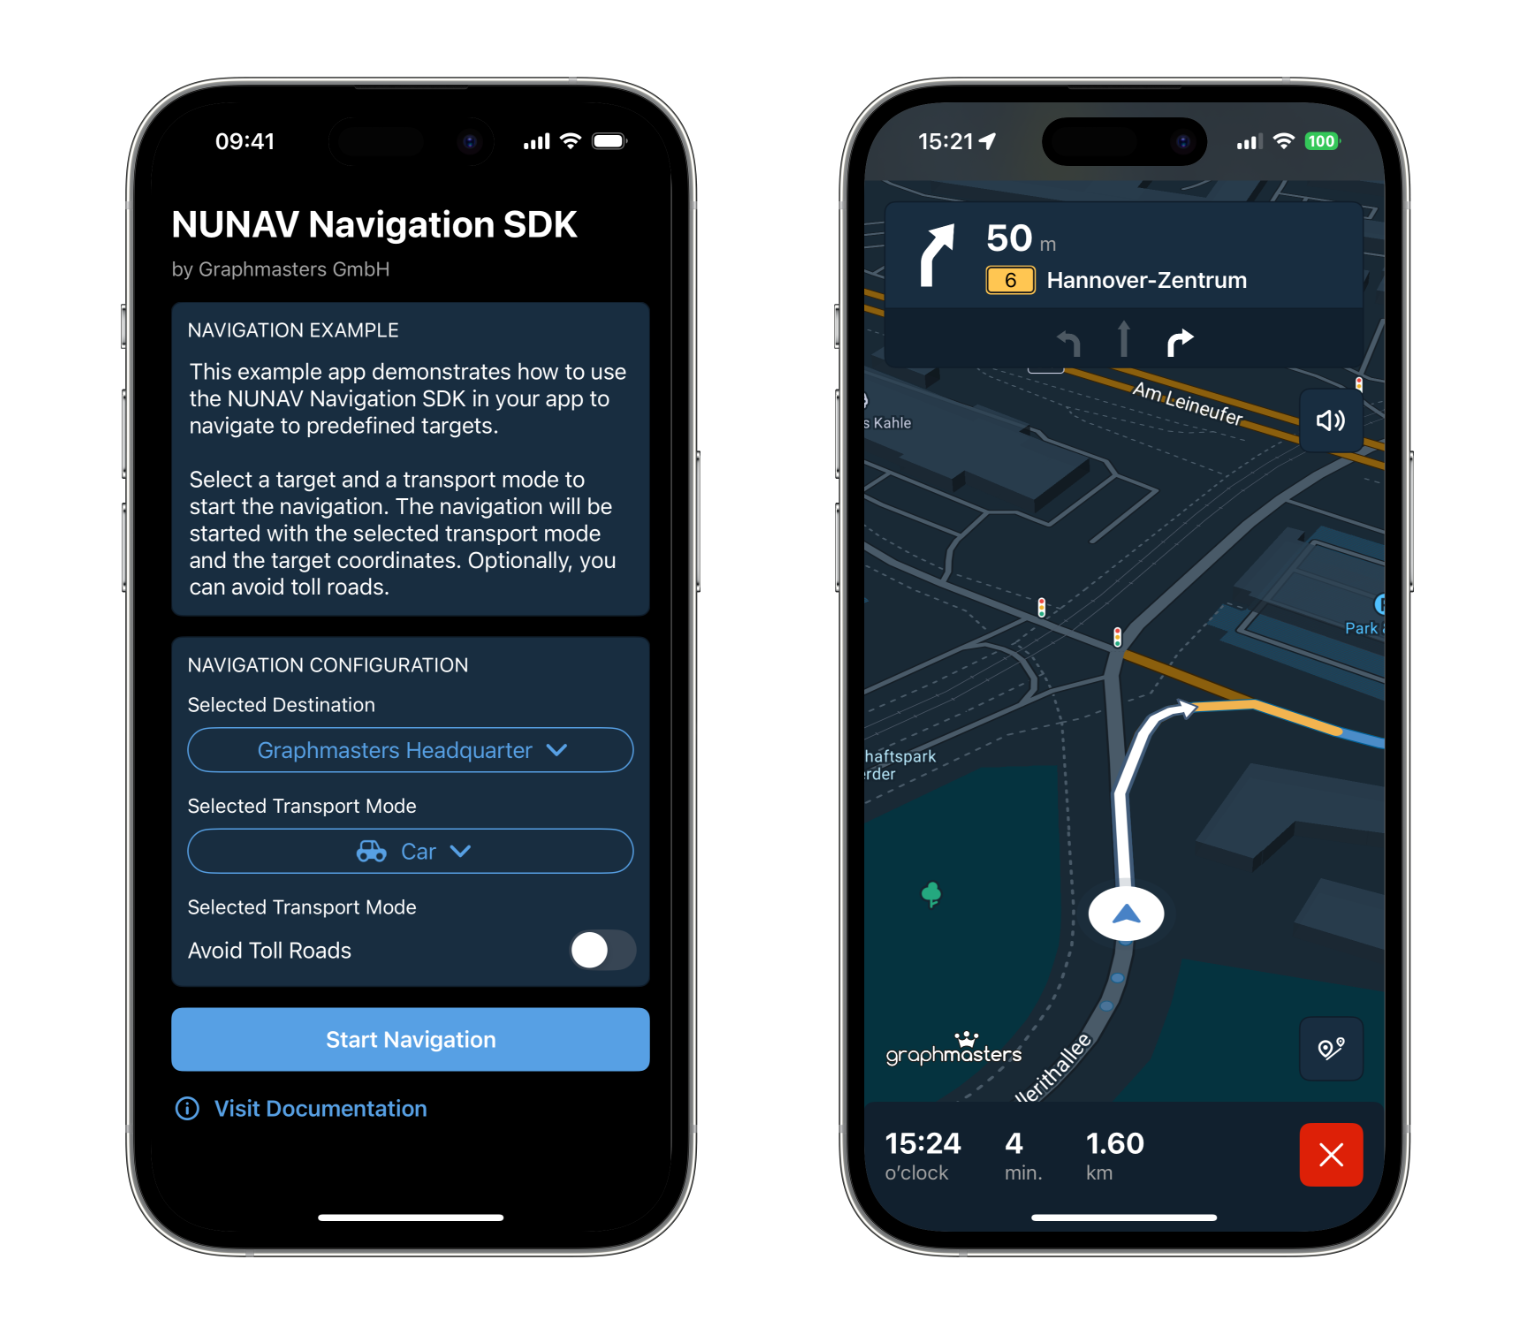 09:41
NUNAV Navigation SDK
by Graphmasters GmbH
NAVIGATION EXAMPLE
This example app demonstrates how to use
the NUNAV Navigation SDK in your app to
navigate to predefined targets.
Select a target and a transport mode to
start the navigation. The navigation will be
started with the selected transport mode
and the target coordinates. Optionally, you
can avoid toll roads.
NAVIGATION CONFIGURATION
Selected Destination
Graphmasters Headquarter
Selected Transport Mode
Car
Selected Transport Mode
Avoid Toll Roads
Start Navigation
Visit Documentation
15:21
100
50 m
6 Hannover-Zentrum
Am Leineufer
s Kahle
Park
haftspark
erder
graphmasters
llerithallee
15:24 4 1.60
o'clock min. km